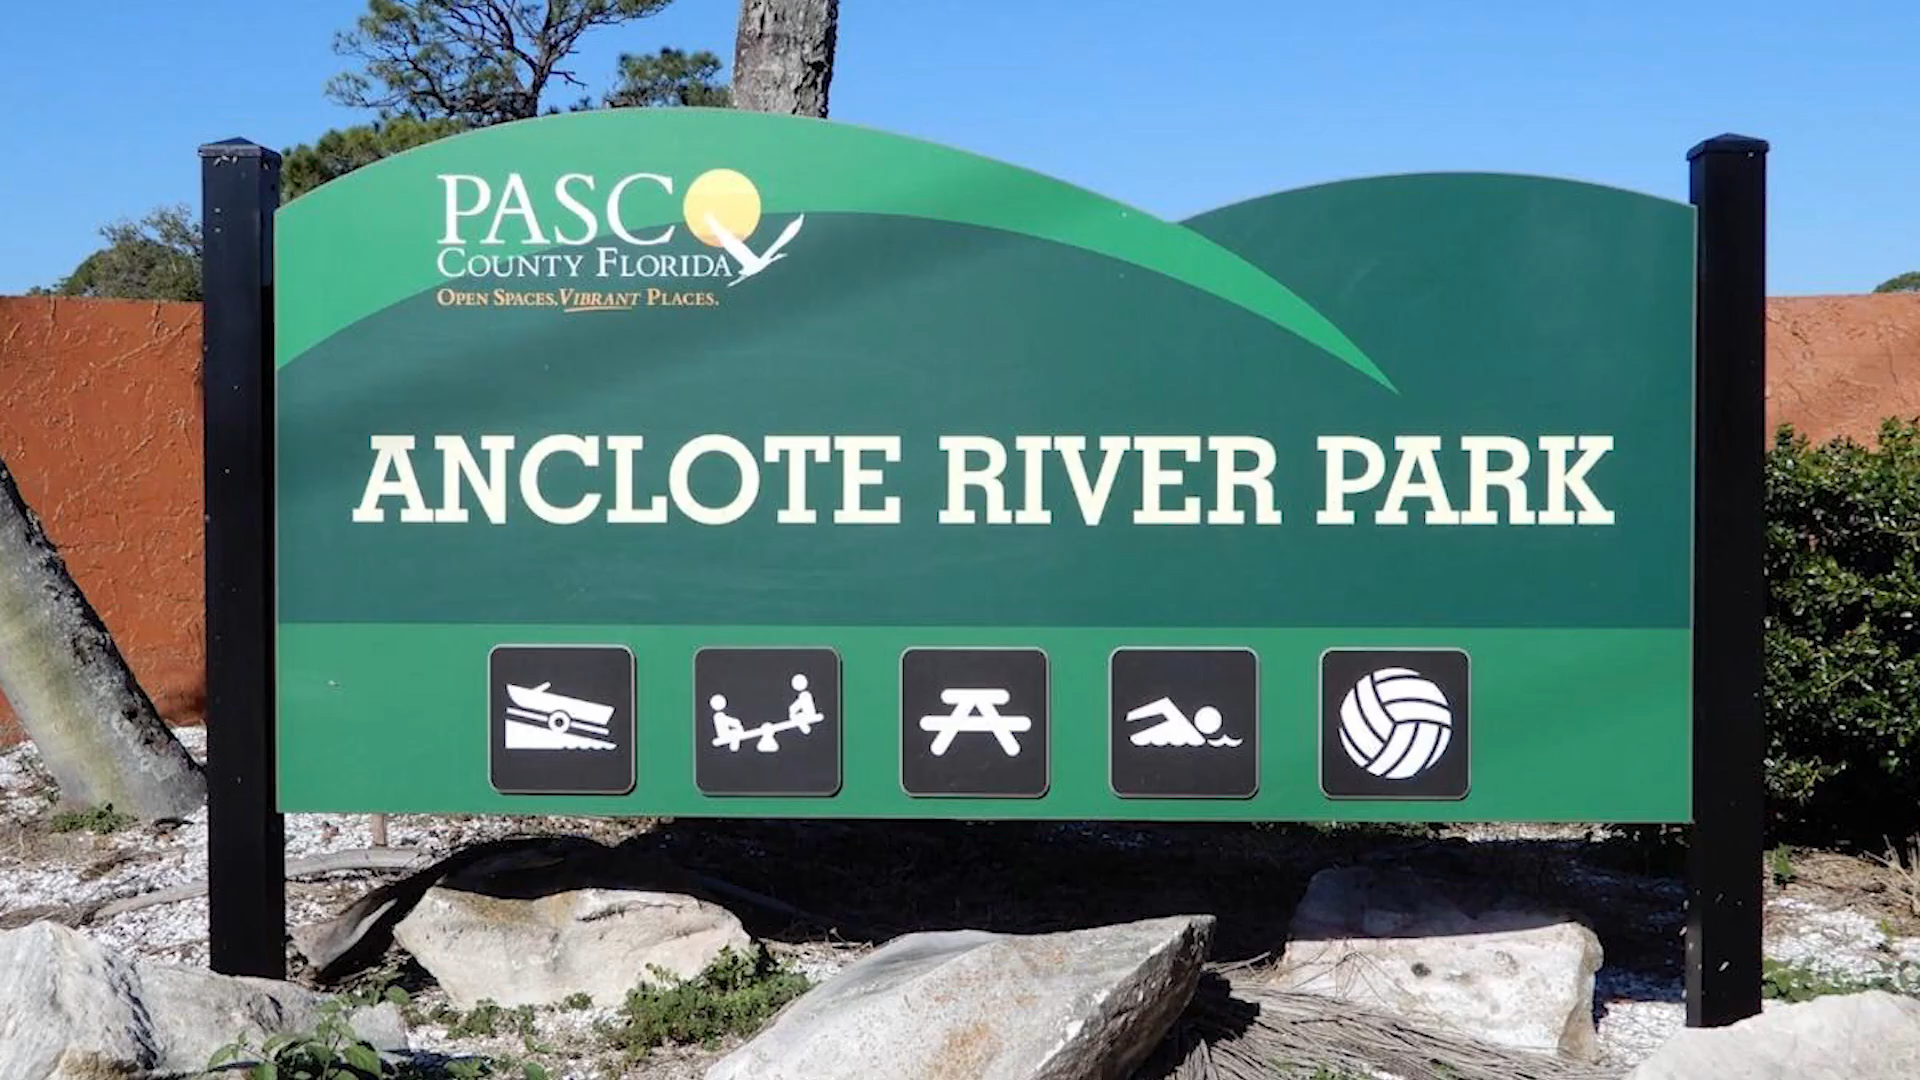 PASCO
COUNTY FLORIDA
OPEN SPACES. VIBRANT PLACES.
ANCLOTE RIVER PARK